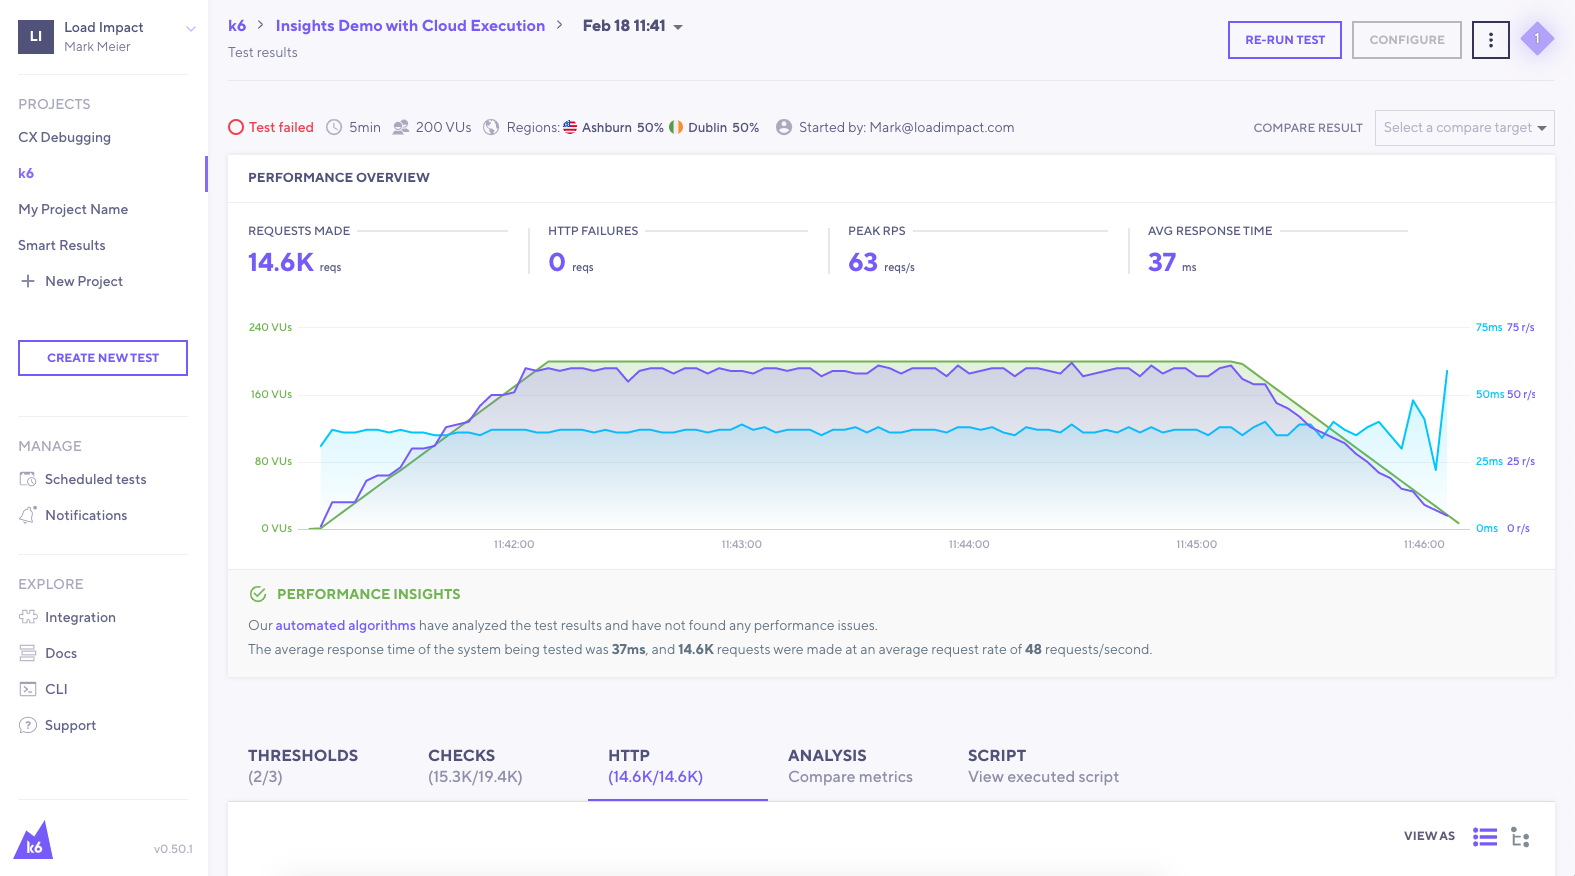 LI
Load Impact
Mark Meier
PROJECTS
CX Debugging
k6
My Project Name
Smart Results
New Project
CREATE NEW TEST
MANAGE
Scheduled tests
Notifications
EXPLORE
Integration
Docs
CLI
Support
k6
v0.50.1
k6 > Insights Demo with Cloud Execution > Feb 18 11:41
Test results
RE-RUN TEST
CONFIGURE
1
Test failed 5min 200 VUs Regions: Ashburn 50% Dublin 50% Started by: Mark@loadimpact.com
COMPARE RESULT Select a compare target
PERFORMANCE OVERVIEW
REQUESTS MADE
14.6K reqs
HTTP FAILURES
0 reqs
PEAK RPS
63 reqs/s
AVG RESPONSE TIME
37 ms
240 VUs 75ms 75 r/s
160 VUs 50ms 50 r/s
80 VUs 25ms 25 r/s
0 VUs 0ms 0 r/s
11:42:00 11:43:00 11:44:00 11:45:00 11:46:00
PERFORMANCE INSIGHTS
Our automated algorithms have analyzed the test results and have not found any performance issues.
The average response time of the system being tested was 37ms, and 14.6K requests were made at an average request rate of 48 requests/second.
THRESHOLDS
(2/3)
CHECKS
(15.3K/19.4K)
HTTP
(14.6K/14.6K)
ANALYSIS
Compare metrics
SCRIPT
View executed script
VIEW AS